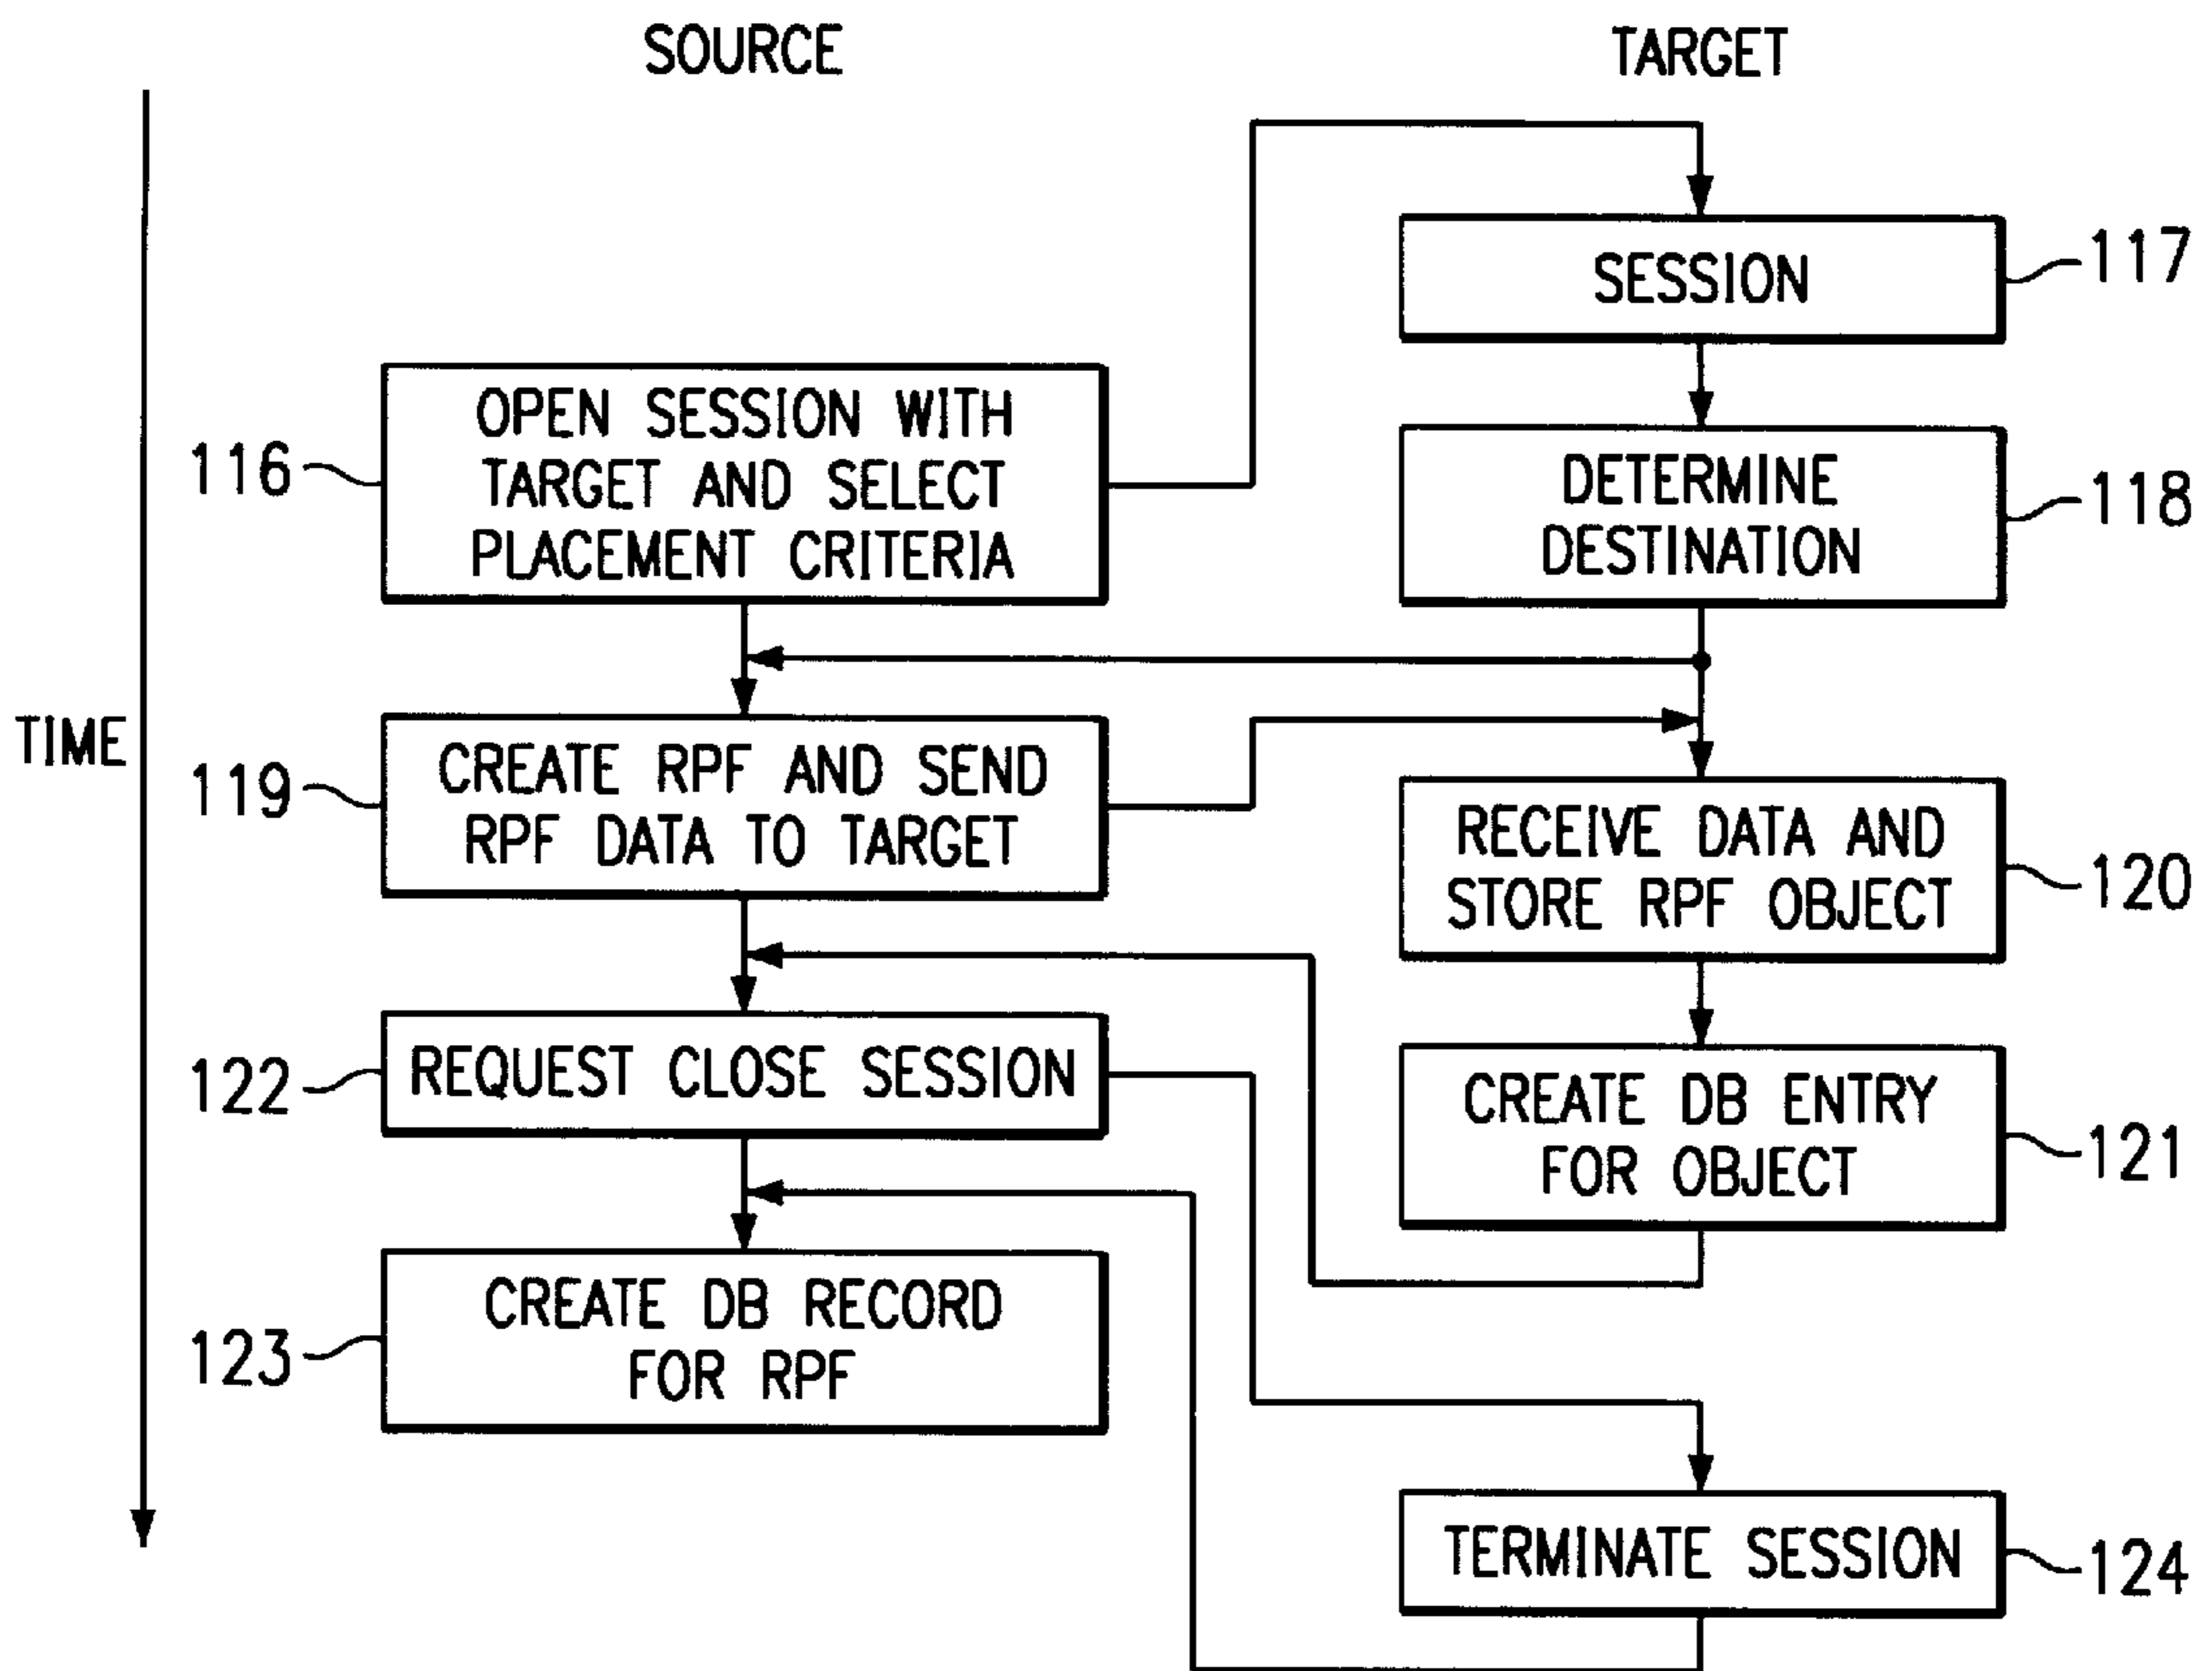 SOURCE
TARGET
TIME
116
OPEN SESSION WITH
TARGET AND SELECT
PLACEMENT CRITERIA
117
SESSION
118
DETERMINE
DESTINATION
119
CREATE RPF AND SEND
RPF DATA TO TARGET
120
RECEIVE DATA AND
STORE RPF OBJECT
121
CREATE DB ENTRY
FOR OBJECT
122
REQUEST CLOSE SESSION
123
CREATE DB RECORD
FOR RPF
124
TERMINATE SESSION